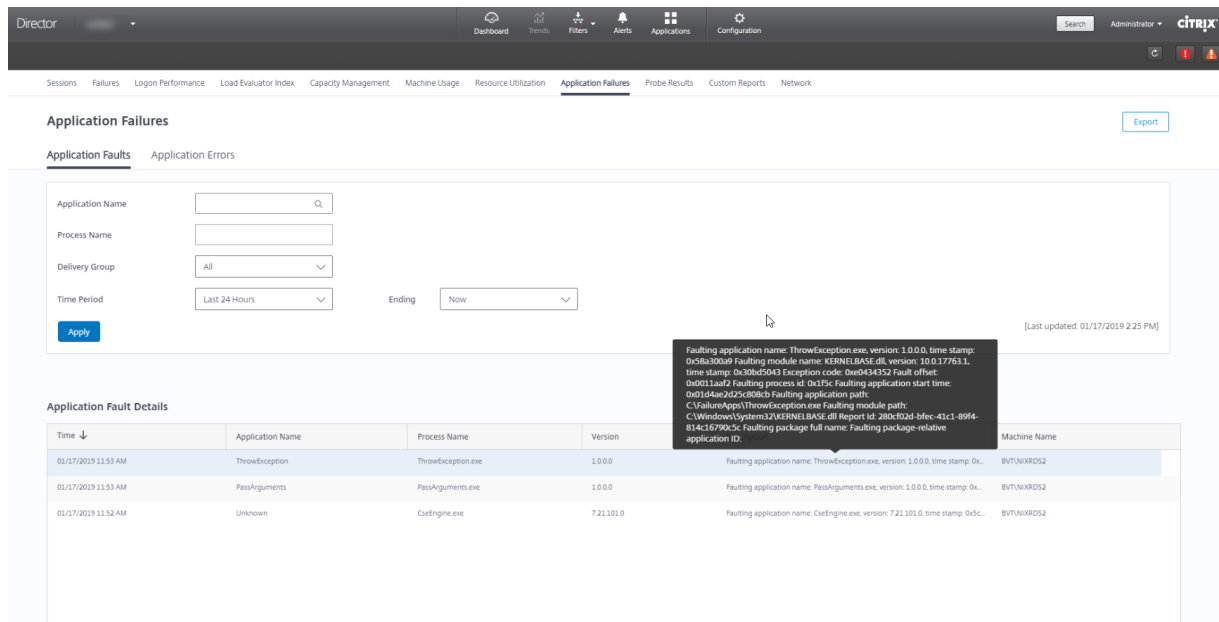 Director
Dashboard Trends Filters Alerts Applications Configuration
Search Administrator CİTRIX
Sessions Failures Logon Performance Load Evaluator Index Capacity Management Machine Usage Resource Utilization Application Failures Probe Results Custom Reports Network
Application Failures
Export
Application Faults Application Errors
Application Name
Process Name
Delivery Group All
Time Period Last 24 Hours Ending Now
Apply
[Last updated: 01/17/2019 2:25 PM]
Faulting application name: ThrowException.exe, version: 1.0.0.0, time stamp:
0x58a300a9 Faulting module name: KERNELBASE.dll, version: 10.0.17763.1,
time stamp: 0x30bd5043 Exception code: 0xe0434352 Fault offset:
0x0011aaf2 Faulting process id: 0x1f5c Faulting application start time:
0x01d4ae2d25c808cb Faulting application path:
C:\FailureApps\ThrowException.exe Faulting module path:
C:\Windows\System32\KERNELBASE.dll Report Id: 280cf02d-bfec-41c1-89f4-
814c16790c5c Faulting package full name: Faulting package-relative
application ID:
Application Fault Details
Time Application Name Process Name Version Machine Name
01/17/2019 11:53 AM ThrowException ThrowException.exe 1.0.0.0 Faulting application name: ThrowException.exe, version: 1.0.0.0, time stamp: 0x... BVT\NIXRDS2
01/17/2019 11:53 AM PassArguments PassArguments.exe 1.0.0.0 Faulting application name: PassArguments.exe, version: 1.0.0.0, time stamp: 0x... BVT\NIXRDS2
01/17/2019 11:52 AM Unknown CseEngine.exe 7.21.101.0 Faulting application name: CseEngine.exe, version: 7.21.101.0, time stamp: 0x5c... BVT\NIXRDS2